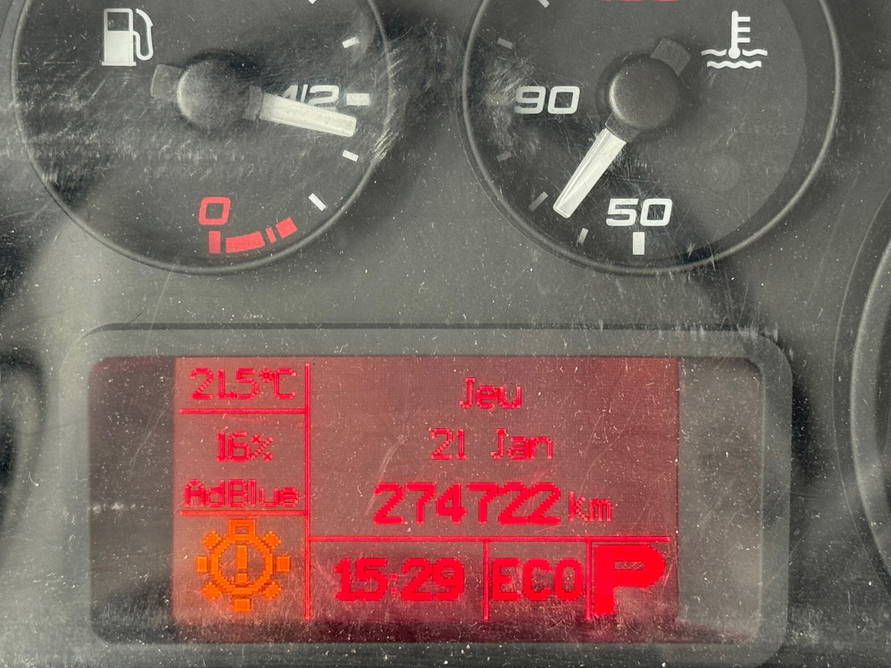 1/2
90
0
50
21.5°C
Jeu
21 Jan
16%
AdBlue
274722 km
15:29
ECO
P